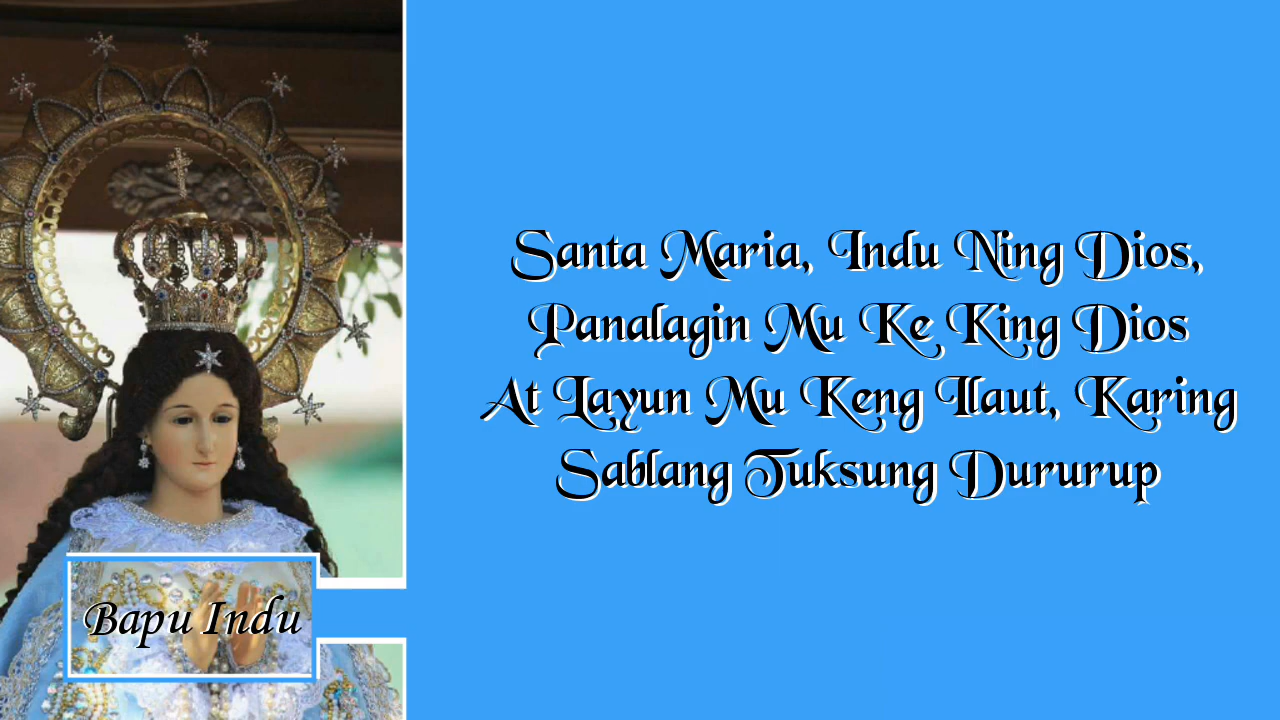 Santa Maria, Indu Ning Dios,
Panalagin Mu Ke King Dios
At Layun Mu Keng Ilaut, Karing
Sablang Tuksung Dururup
Bapu Indu